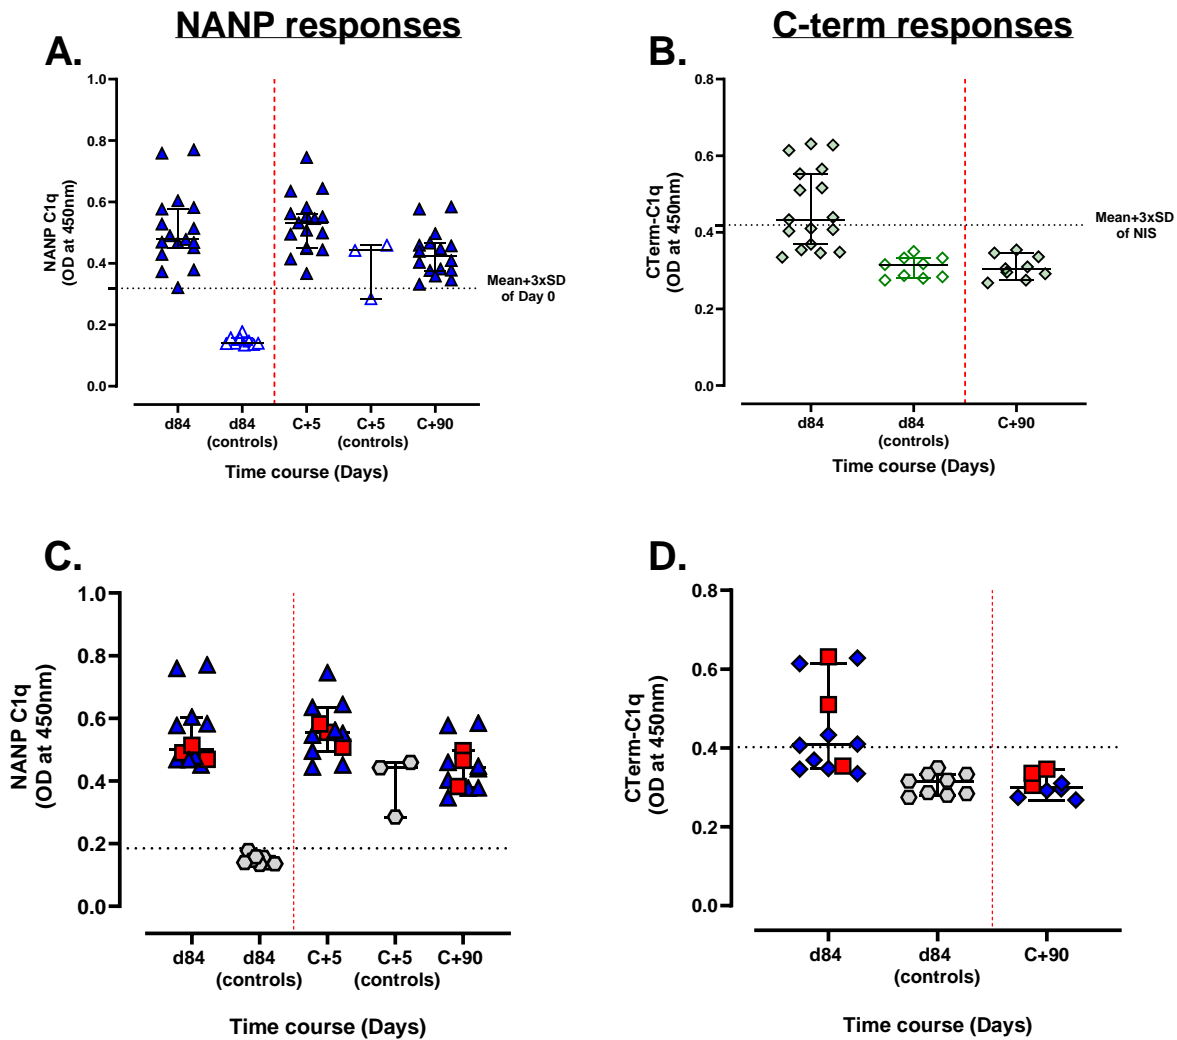 NANP responses
C-term responses
A.
NANP C1q
(OD at 450nm)
1.0
0.8
0.6
0.4
0.2
0.0
Mean+3xSD
of Day 0
d84
d84
(controls)
C+5
C+5
(controls)
C+90
Time course (Days)
B.
CTerm-C1q
(OD at 450nm)
0.8
0.6
0.4
0.2
0.0
Mean+3xSD
of NIS
d84
d84
(controls)
C+90
Time course (Days)
C.
NANP C1q
(OD at 450nm)
1.0
0.8
0.6
0.4
0.2
0.0
d84
d84
(controls)
C+5
C+5
(controls)
C+90
Time course (Days)
D.
CTerm-C1q
(OD at 450nm)
0.8
0.6
0.4
0.2
0.0
d84
d84
(controls)
C+90
Time course (Days)